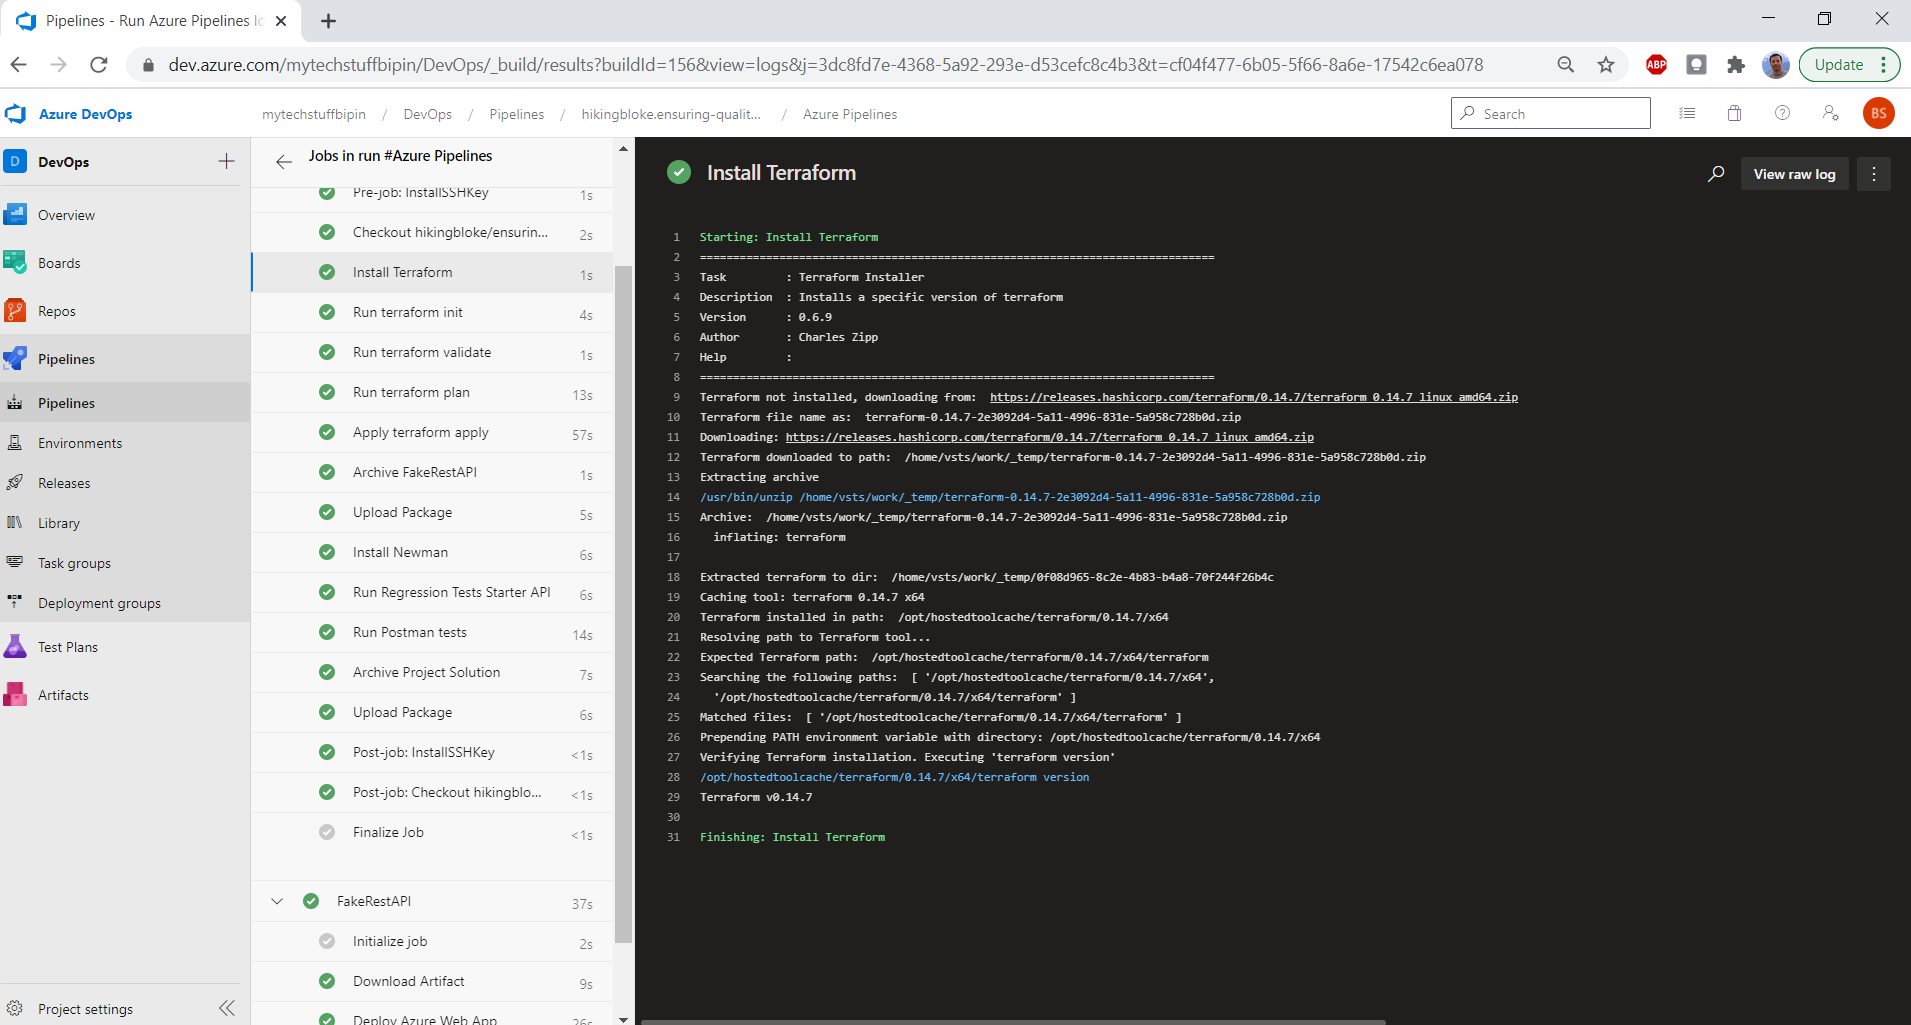 Pipelines - Run Azure Pipelines lo
dev.azure.com/mytechstuffbipin/DevOps/_build/results?buildId=156&view=logs&j=3dc8fd7e-4368-5a92-293e-d53cefc8c4b3&t=cf04f477-6b05-5f66-8a6e-17542c6ea078
ABP
Update
Azure DevOps
mytechstuffbipin / DevOps / Pipelines / hikingbloke.ensuring-qualit... / Azure Pipelines
Search
BS
D DevOps
Overview
Boards
Repos
Pipelines
Pipelines
Environments
Releases
Library
Task groups
Deployment groups
Test Plans
Artifacts
Project settings
Jobs in run #Azure Pipelines
Pre-job: InstallSSHKey 1s
Checkout hikingbloke/ensurin... 2s
Install Terraform 1s
Run terraform init 4s
Run terraform validate 1s
Run terraform plan 13s
Apply terraform apply 57s
Archive FakeRestAPI 1s
Upload Package 5s
Install Newman 6s
Run Regression Tests Starter API 6s
Run Postman tests 14s
Archive Project Solution 7s
Upload Package 6s
Post-job: InstallSSHKey <1s
Post-job: Checkout hikingblo... <1s
Finalize Job <1s
FakeRestAPI 37s
Initialize job 2s
Download Artifact 9s
Deploy Azure Web App 26s
Install Terraform
View raw log
1 Starting: Install Terraform
2 ==============================================================================
3 Task         : Terraform Installer
4 Description  : Installs a specific version of terraform
5 Version      : 0.6.9
6 Author       : Charles Zipp
7 Help         :
8 ==============================================================================
9 Terraform not installed, downloading from:  https://releases.hashicorp.com/terraform/0.14.7/terraform_0.14.7_linux_amd64.zip
10 Terraform file name as:  terraform-0.14.7-2e3092d4-5a11-4996-831e-5a958c728b0d.zip
11 Downloading: https://releases.hashicorp.com/terraform/0.14.7/terraform_0.14.7_linux_amd64.zip
12 Terraform downloaded to path:  /home/vsts/work/_temp/terraform-0.14.7-2e3092d4-5a11-4996-831e-5a958c728b0d.zip
13 Extracting archive
14 /usr/bin/unzip /home/vsts/work/_temp/terraform-0.14.7-2e3092d4-5a11-4996-831e-5a958c728b0d.zip
15 Archive:  /home/vsts/work/_temp/terraform-0.14.7-2e3092d4-5a11-4996-831e-5a958c728b0d.zip
16   inflating: terraform
17
18 Extracted terraform to dir:  /home/vsts/work/_temp/0f08d965-8c2e-4b83-b4a8-70f244f26b4c
19 Caching tool: terraform 0.14.7 x64
20 Terraform installed in path:  /opt/hostedtoolcache/terraform/0.14.7/x64
21 Resolving path to Terraform tool...
22 Expected Terraform path:  /opt/hostedtoolcache/terraform/0.14.7/x64/terraform
23 Searching the following paths:  [ '/opt/hostedtoolcache/terraform/0.14.7/x64',
24   '/opt/hostedtoolcache/terraform/0.14.7/x64/terraform' ]
25 Matched files:  [ '/opt/hostedtoolcache/terraform/0.14.7/x64/terraform' ]
26 Prepending PATH environment variable with directory: /opt/hostedtoolcache/terraform/0.14.7/x64
27 Verifying Terraform installation. Executing 'terraform version'
28 /opt/hostedtoolcache/terraform/0.14.7/x64/terraform version
29 Terraform v0.14.7
30
31 Finishing: Install Terraform